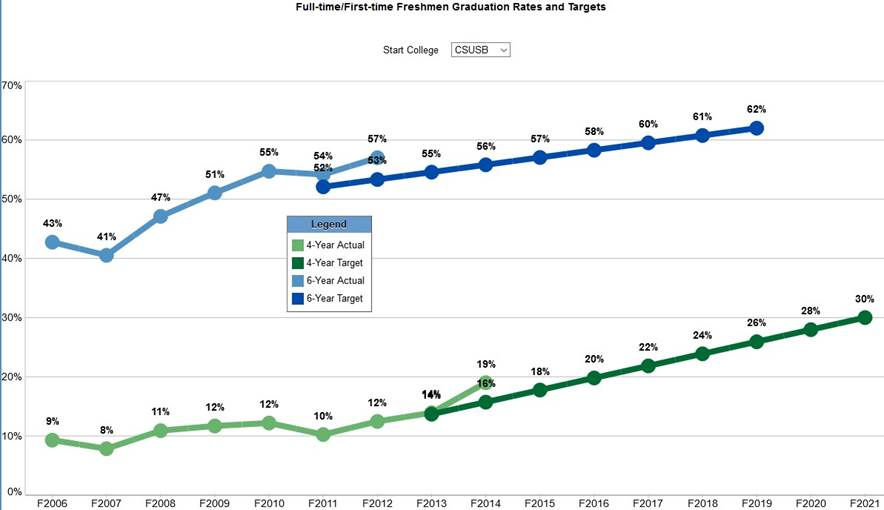 Full-time/First-time Freshmen Graduation Rates and Targets
Start College CSUSB
70%
60%
50%
40%
30%
20%
10%
0%
43% 41% 47% 51% 55% 54% 57%
52% 53% 55% 56% 57% 58% 60% 61% 62%
Legend
4-Year Actual
4-Year Target
6-Year Actual
6-Year Target
9% 8% 11% 12% 12% 10% 12% 14% 19%
14% 16% 18% 20% 22% 24% 26% 28% 30%
F2006 F2007 F2008 F2009 F2010 F2011 F2012 F2013 F2014 F2015 F2016 F2017 F2018 F2019 F2020 F2021